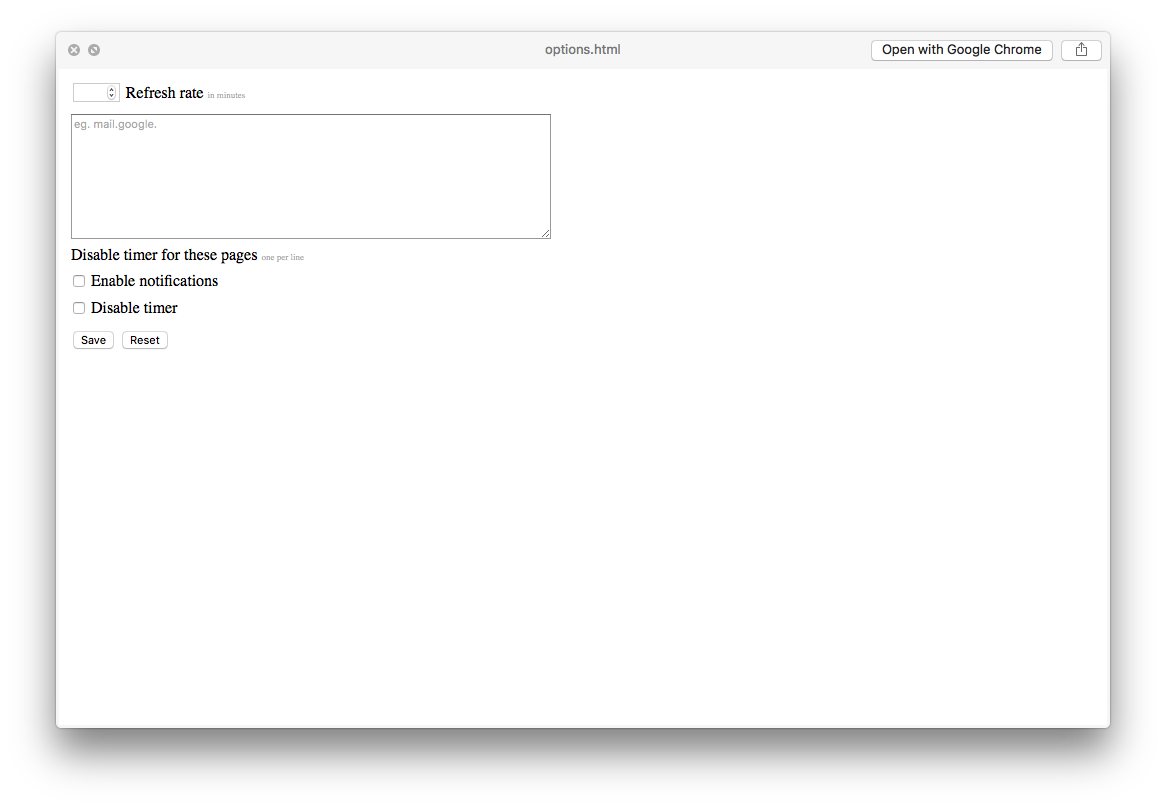 options.html
Open with Google Chrome
Refresh rate in minutes
eg. mail.google.
Disable timer for these pages one per line
Enable notifications
Disable timer
Save
Reset